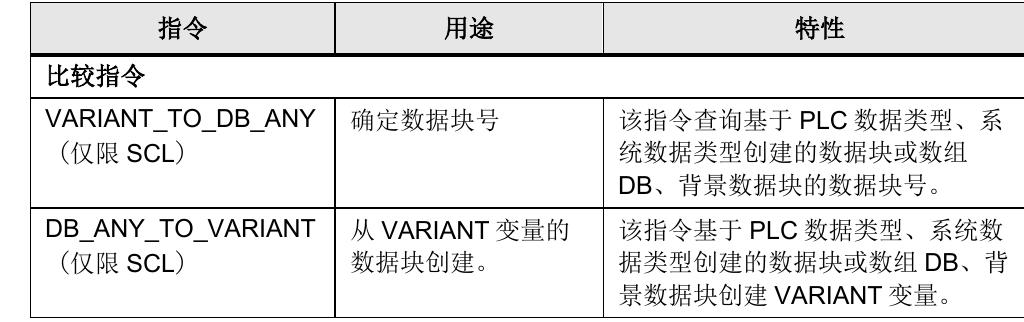 指令 用途 特性
比较指令
VARIANT_TO_DB_ANY
（仅限 SCL）
确定数据块号
该指令查询基于 PLC 数据类型、系
统数据类型创建的数据块或数组
DB、背景数据块的数据块号。
DB_ANY_TO_VARIANT
（仅限 SCL）
从 VARIANT 变量的
数据块创建。
该指令基于 PLC 数据类型、系统数
据类型创建的数据块或数组 DB、背
景数据块创建 VARIANT 变量。